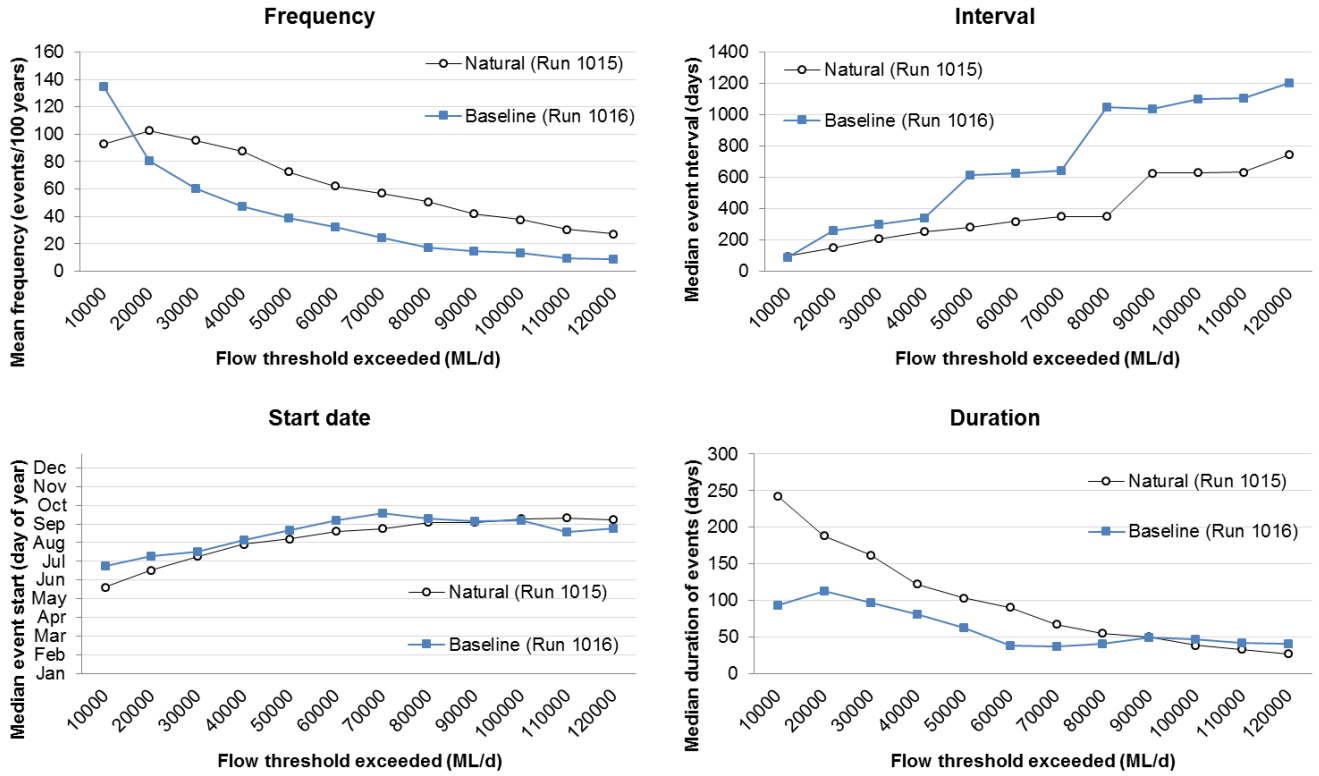 Frequency
Mean frequency (events/100 years)
160
140
120
100
80
60
40
20
0
Natural (Run 1015)
Baseline (Run 1016)
10000
20000
30000
40000
50000
60000
70000
80000
90000
100000
110000
120000
Flow threshold exceeded (ML/d)
Interval
Median event nterval (days)
1400
1200
1000
800
600
400
200
0
Natural (Run 1015)
Baseline (Run 1016)
10000
20000
30000
40000
50000
60000
70000
80000
90000
100000
110000
120000
Flow threshold exceeded (ML/d)
Start date
Median event start (day of year)
Dec
Nov
Oct
Sep
Aug
Jul
Jun
May
Apr
Mar
Feb
Jan
Natural (Run 1015)
Baseline (Run 1016)
10000
20000
30000
40000
50000
60000
70000
80000
90000
100000
110000
120000
Flow threshold exceeded (ML/d)
Duration
Median duration of events (days)
300
250
200
150
100
50
0
Natural (Run 1015)
Baseline (Run 1016)
10000
20000
30000
40000
50000
60000
70000
80000
90000
100000
110000
120000
Flow threshold exceeded (ML/d)